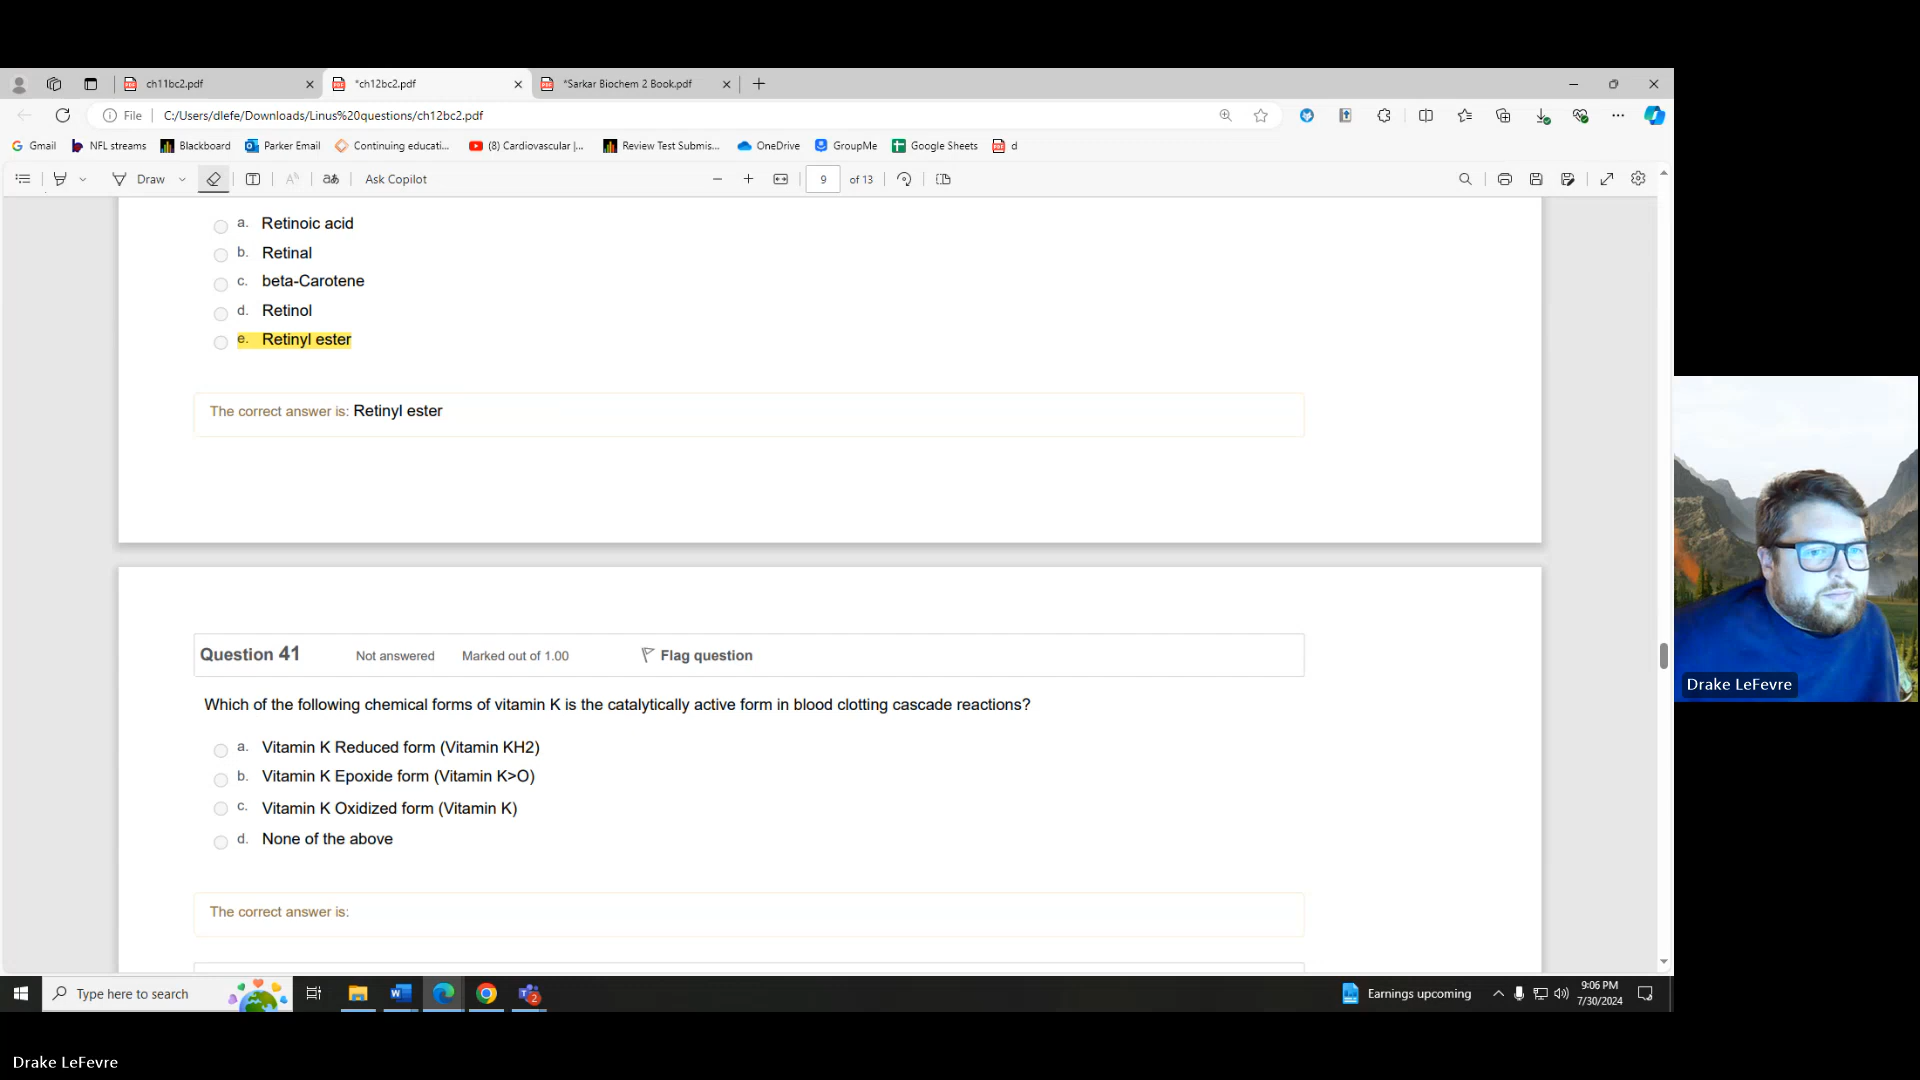 ch11bc2.pdf
*ch12bc2.pdf
*Sarkar Biochem 2 Book.pdf
File
C:/Users/dlefe/Downloads/Linus%20questions/ch12bc2.pdf
Gmail
NFL streams
Blackboard
Parker Email
Continuing educati...
(8) Cardiovascular |...
Review Test Submis...
OneDrive
GroupMe
Google Sheets
d
Draw
Ask Copilot
9
of 13
a. Retinoic acid
b. Retinal
c. beta-Carotene
d. Retinol
e. Retinyl ester
The correct answer is: Retinyl ester
Question 41
Not answered
Marked out of 1.00
Flag question
Which of the following chemical forms of vitamin K is the catalytically active form in blood clotting cascade reactions?
a. Vitamin K Reduced form (Vitamin KH2)
b. Vitamin K Epoxide form (Vitamin K>O)
c. Vitamin K Oxidized form (Vitamin K)
d. None of the above
The correct answer is:
Drake LeFevre
Type here to search
2
Earnings upcoming
9:06 PM
7/30/2024
Drake LeFevre